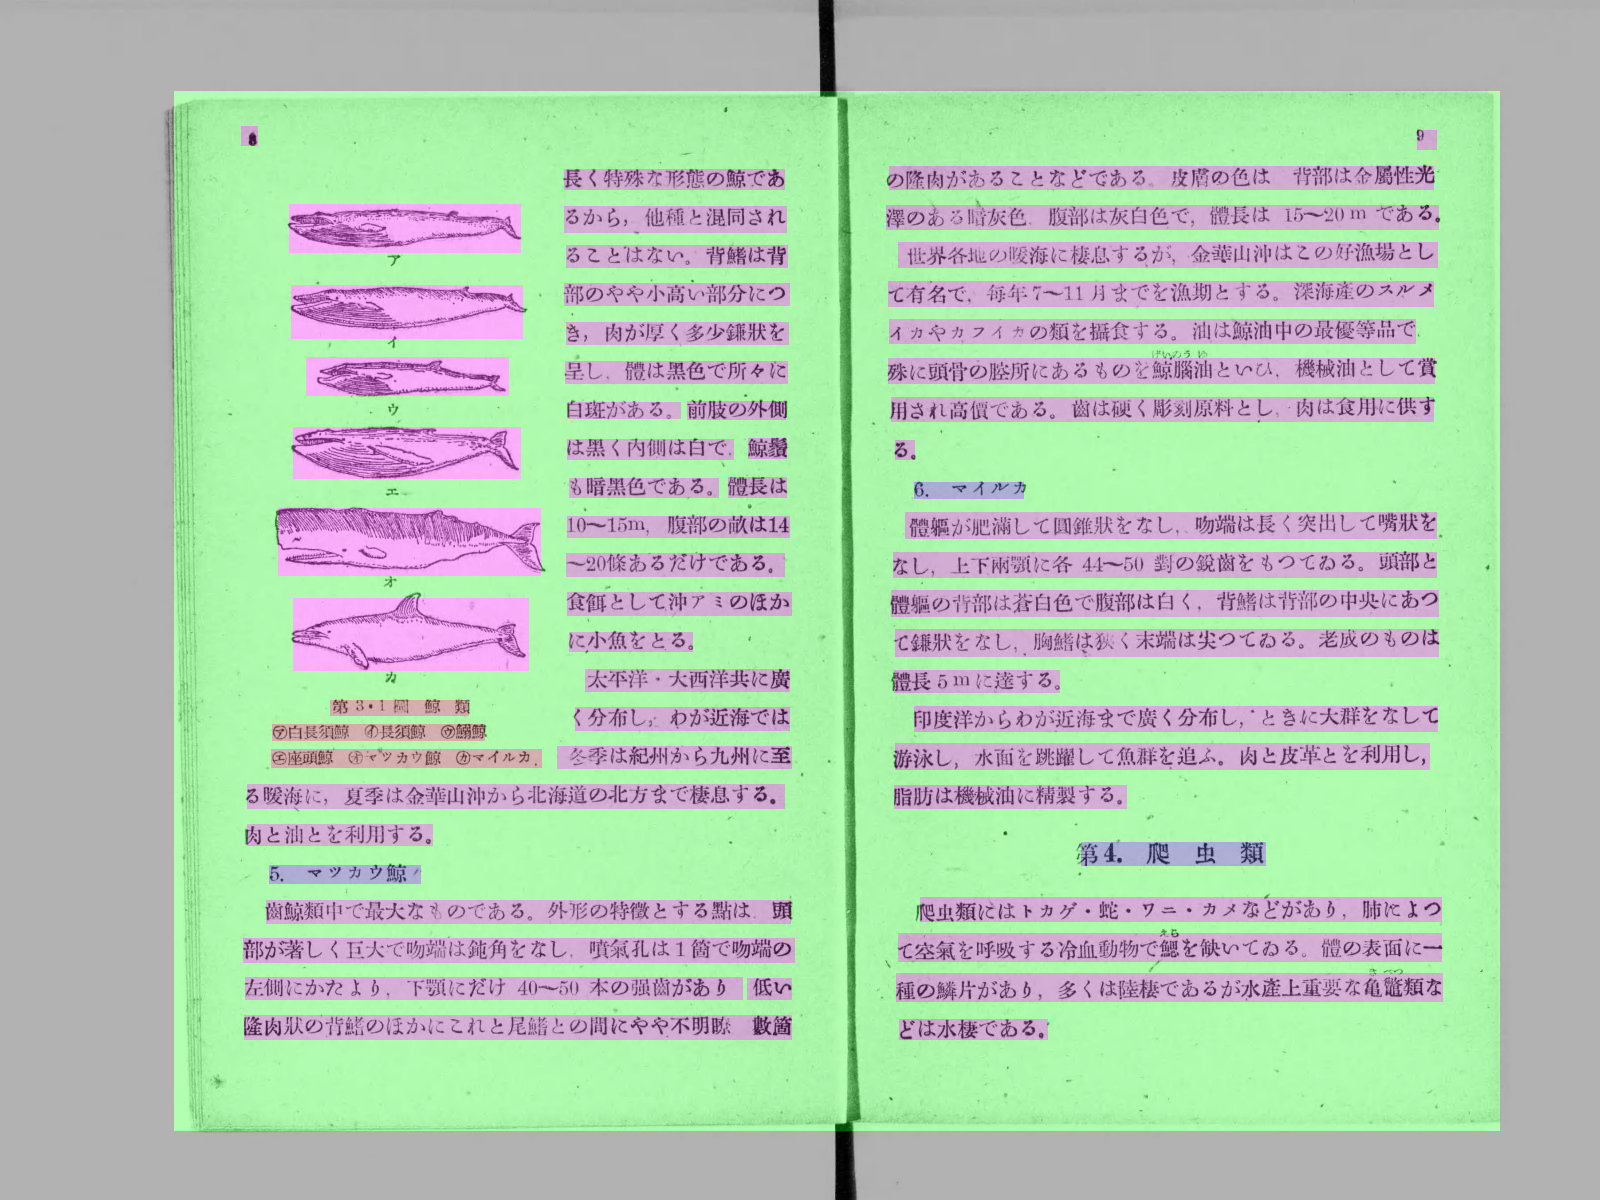 8
長く特殊な形態の鯨であ
るから，他種と混同され
ることはない。背鰭は背
部のやや小高い部分につ
き，肉が厚く多少鎌狀を
呈し，體は黒色で所々に
白斑がある。前肢の外側
は黒く内側は白で，鯨鬚
も暗黒色である。體長は
10〜15m，腹部の畝は14
〜20條あるだけである。
食餌として沖アミのほか
に小魚をとる。
太平洋・大西洋共に廣
く分布し，わが近海では
冬季は紀州から九州に至
ア
イ
ウ
エ
オ
カ
第3・1圖 鯨類
㋐白長須鯨 ㋑長須鯨 ㋒鰮鯨
㋓座頭鯨 ㋔マツカウ鯨 ㋕マイルカ
る暖海に，夏季は金華山沖から北海道の北方まで棲息する。
肉と油とを利用する。
5. マツカウ鯨
齒鯨類中で最大なものである。外形の特徴とする點は，頭
部が著しく巨大で吻端は鈍角をなし，噴氣孔は1箇で吻端の
左側にかたより，下顎にだけ 40〜50 本の强齒があり 低い
隆肉狀の背鰭のほかにこれと尾鰭との間にやや不明瞭 數箇
9
の隆肉があることなどである。皮膚の色は 背部は金屬性光
澤のある暗灰色，腹部は灰白色で，體長は 15〜20m である。
世界各地の暖海に棲息するが，金華山沖はこの好漁場とし
て有名で，毎年7〜11月までを漁期とする。深海產のスルメ
イカやカフイカの類を攝食する。油は鯨油中の最優等品で，
げいのうゆ
殊に頭骨の腔所にあるものを鯨腦油といひ，機械油として賞
用され高價である。齒は硬く彫刻原料とし，肉は食用に供す
る。
6. マイルカ
體軀が肥滿して圓錐狀をなし，吻端は長く突出して嘴狀を
なし，上下兩顎に各 44〜50 對の銳齒をもつてゐる。頭部と
體軀の背部は蒼白色で腹部は白く，背鰭は背部の中央にあつ
て鎌狀をなし，胸鰭は狹く末端は尖つてゐる。老成のものは
體長5mに達する。
印度洋からわが近海まで廣く分布し，ときに大群をなして
游泳し，水面を跳躍して魚群を追ふ。肉と皮革とを利用し，
脂肪は機械油に精製する。
第4. 爬虫類
爬虫類にはトカゲ・蛇・ワニ・カメなどがあり，肺によつ
えら
て空氣を呼吸する冷血動物で鰓を缺いてゐる。體の表面に一
きべつ
種の鱗片があり，多くは陸棲であるが水產上重要な亀鼈類な
どは水棲である。